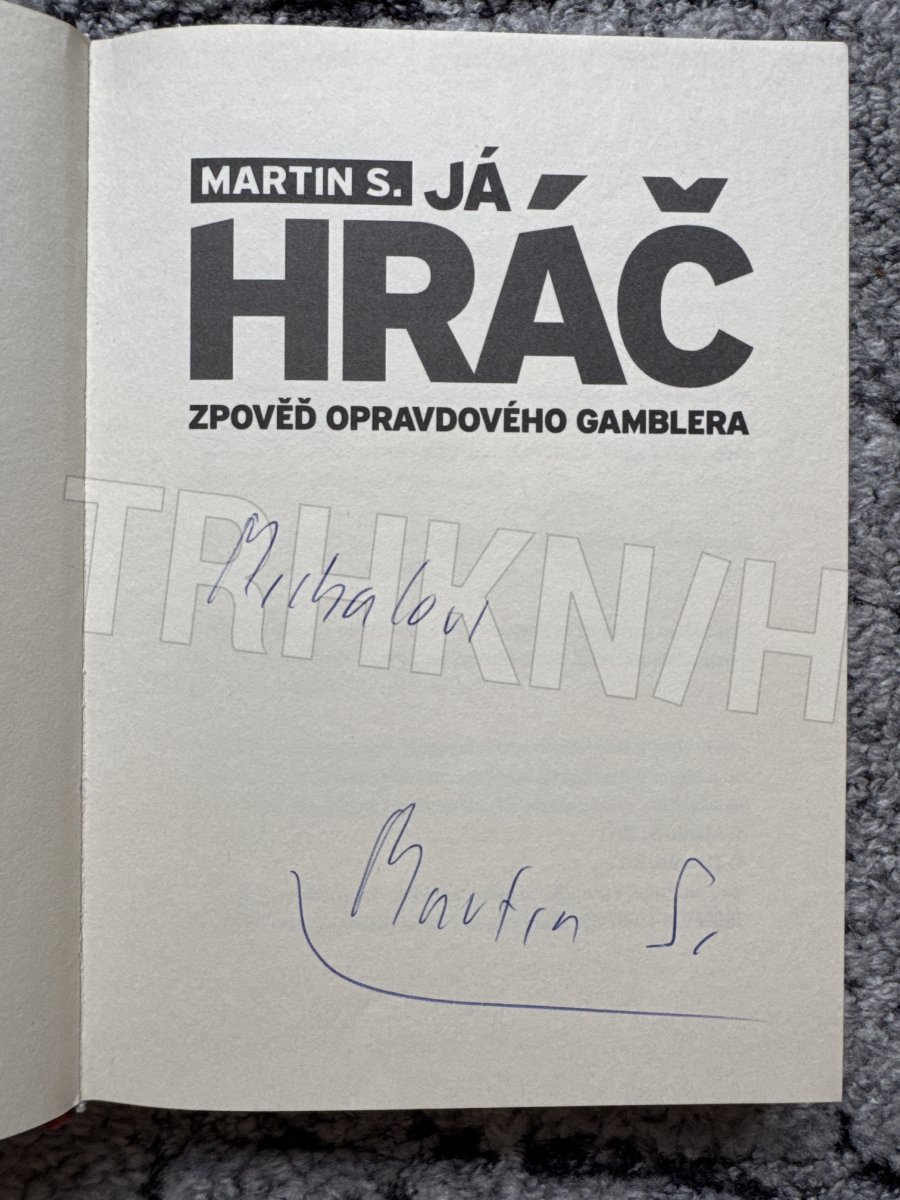 MARTIN S. JÁ
HRÁČ
ZPOVĚĎ OPRAVDOVÉHO GAMBLERA
TRHKNIH
Michalovi
Martin S.